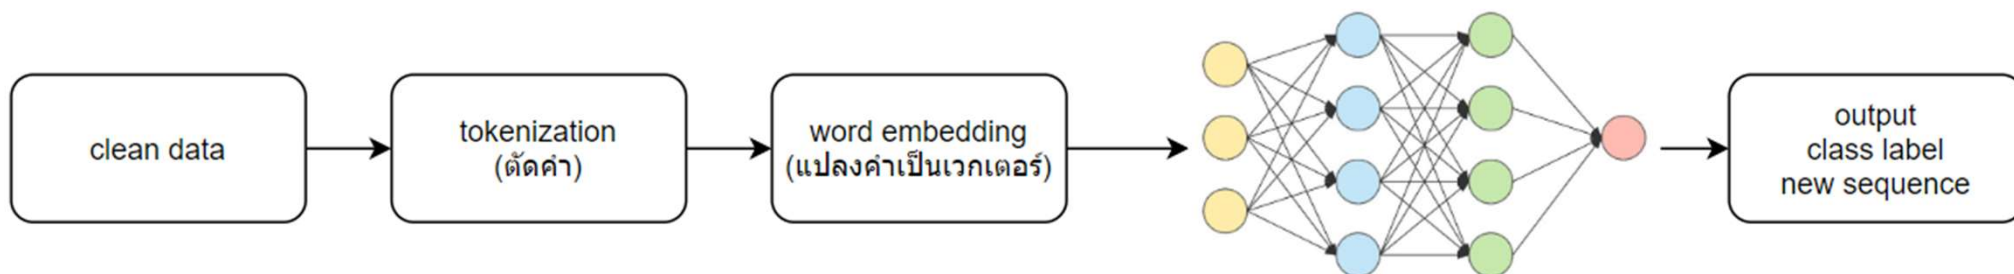 clean data
tokenization
(ตัดคำ)
word embedding
(แปลงคำเป็นเวกเตอร์)
output
class label
new sequence